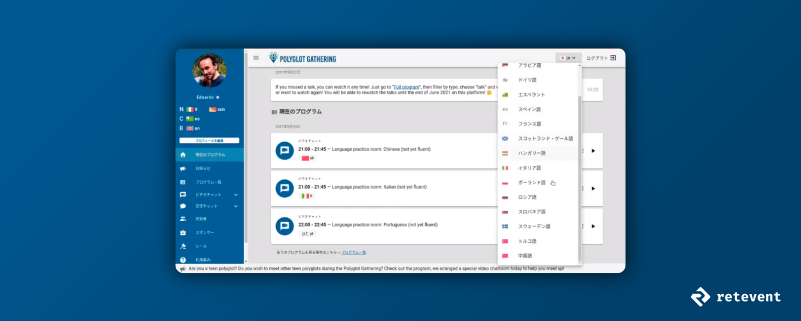 POLYGLOT GATHERING
ja
ログアウト
Eduardo
N it vec
C eo
B en
プロフィールを編集
現在のプログラム
お知らせ
プログラム一覧
ビデオチャット
文字チャット
参加者
スポンサー
ルール
利用案内
If you missed a talk, you can watch it any time! Just go to "Full program", then filter by type, choose "Talk" and
or want to watch again! You will be able to rewatch the talks until the end of June 2021 on this platform!
現在のプログラム
ビデオチャット
21:00 - 21:45 — Language practice room: Chinese (not yet fluent)
zh
ビデオチャット
21:00 - 21:45 — Language practice room: Italian (not yet fluent)
it
ビデオチャット
22:00 - 22:45 — Language practice room: Portuguese (not yet fluent)
pt
全てのプログラムを見る場合はこちら→ プログラム一覧
アラビア語
ドイツ語
エスペラント
スペイン語
フランス語
スコットランド・ゲール語
ハンガリー語
イタリア語
ポーランド語
ロシア語
スロバキア語
スウェーデン語
トルコ語
中国語
Are you a teen polyglot? Do you wish to meet other teen polyglots during the Polyglot Gathering? Check out the program, we arranged a special video chatroom today to help you meet up!
retevent